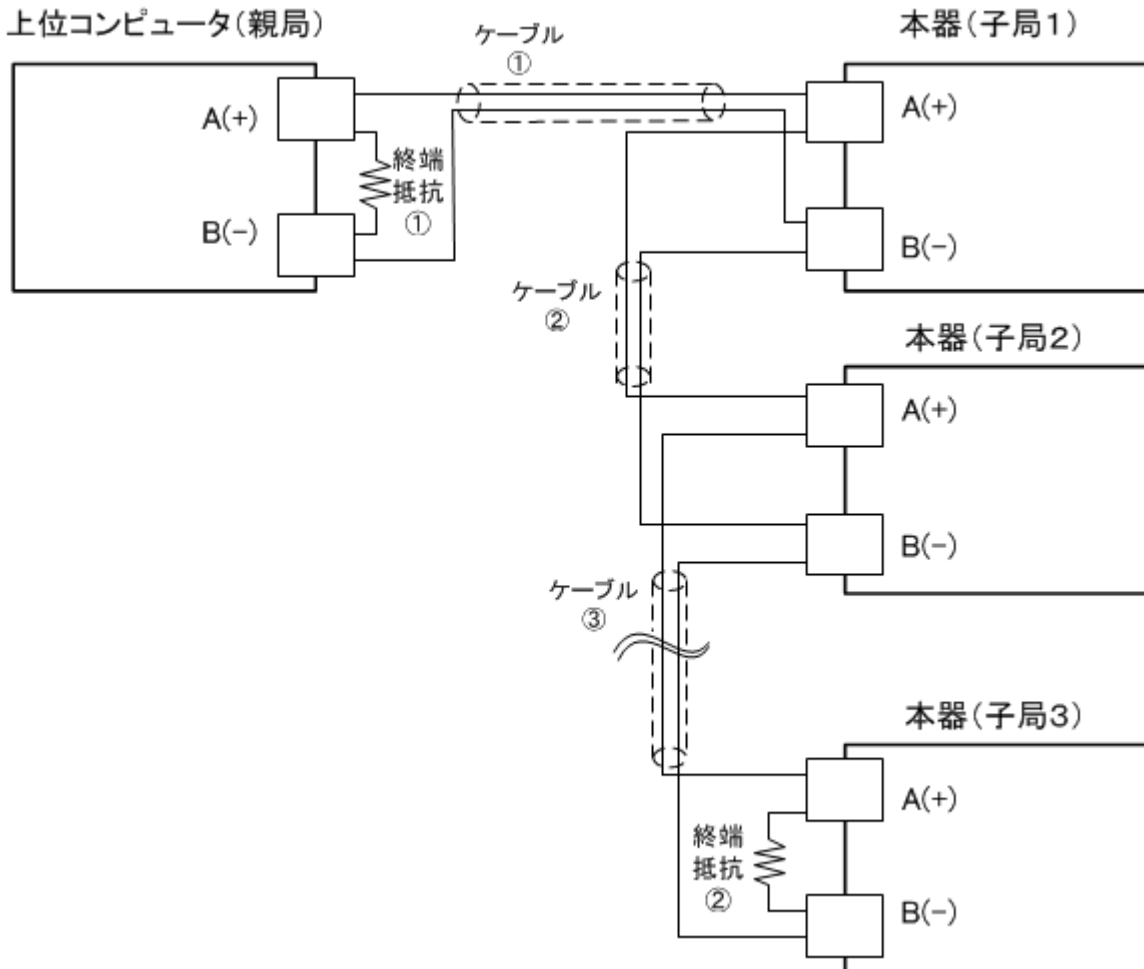 上位コンピュータ(親局)
本器(子局1)
ケーブル
①
A(+)
終端
抵抗
①
B(-)
A(+)
B(-)
ケーブル
②
本器(子局2)
A(+)
B(-)
ケーブル
③
本器(子局3)
A(+)
終端
抵抗
②
B(-)